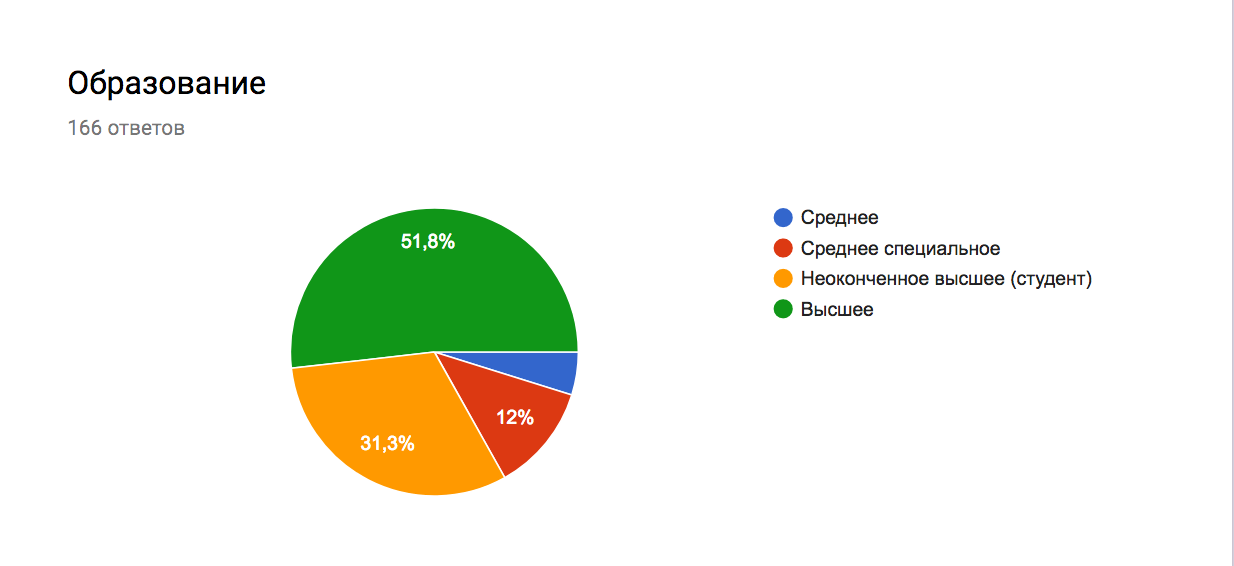 Образование
166 ответов
51,8%
12%
31,3%
Среднее
Среднее специальное
Неоконченное высшее (студент)
Высшее